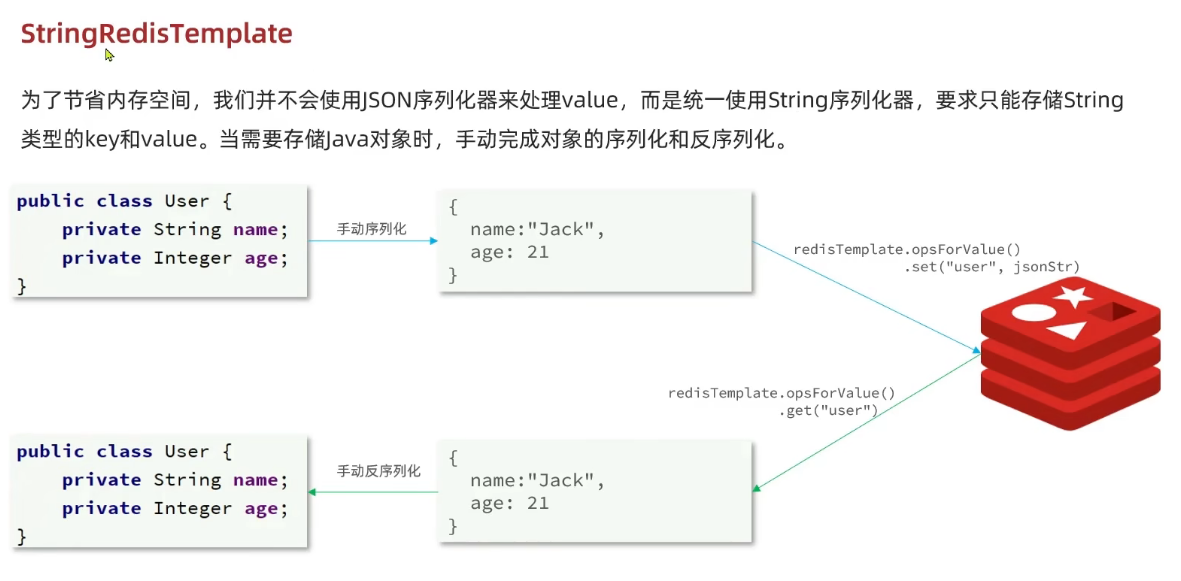 StringRedisTemplate
为了节省内存空间，我们并不会使用JSON序列化器来处理value，而是统一使用String序列化器，要求只能存储String
类型的key和value。当需要存储Java对象时，手动完成对象的序列化和反序列化。
public class User {
    private String name;
    private Integer age;
}
手动序列化
{
  name:"Jack",
  age: 21
}
redisTemplate.opsForValue()
.set("user", jsonStr)
redisTemplate.opsForValue()
.get("user")
public class User {
    private String name;
    private Integer age;
}
手动反序列化
{
  name:"Jack",
  age: 21
}